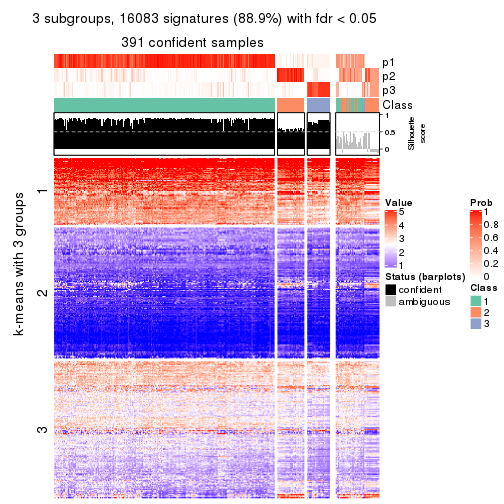 3 subgroups, 16083 signatures (88.9%) with fdr < 0.05
391 confident samples
p1
p2
p3
Class
1
0.5
0
Silhouette
score
k-means with 3 groups
1
2
3
Value
5
4
3
2
1
Status (barplots)
confident
ambiguous
Prob
1
0.8
0.6
0.4
0.2
0
Class
1
2
3